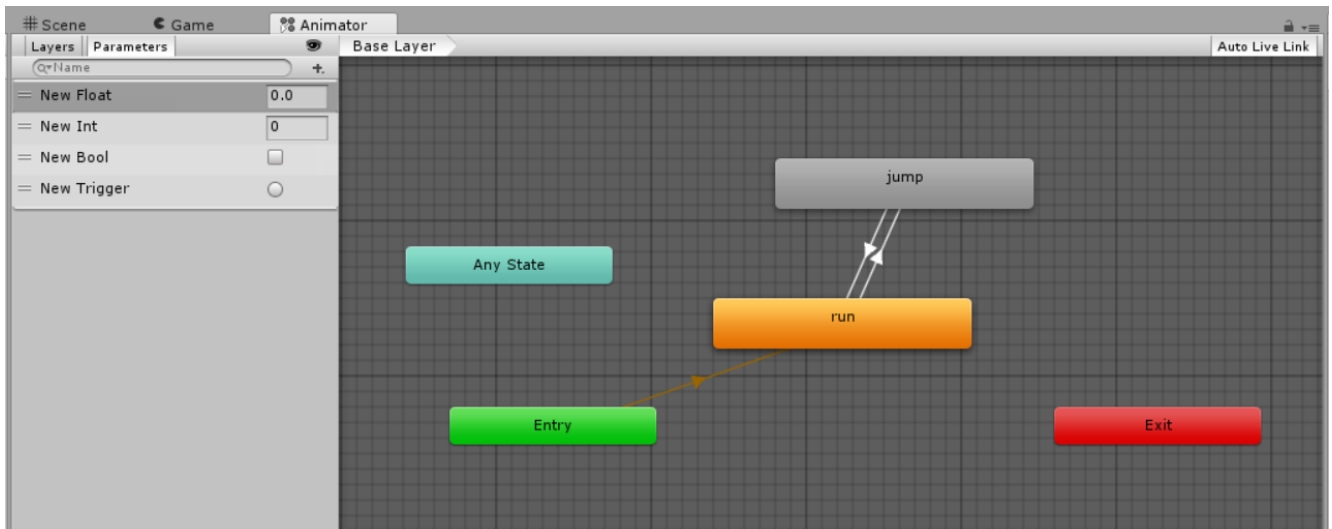 Scene Game Animator
Layers Parameters Base Layer Auto Live Link
Name
New Float 0.0
New Int 0
New Bool
New Trigger
jump
Any State
run
Entry
Exit